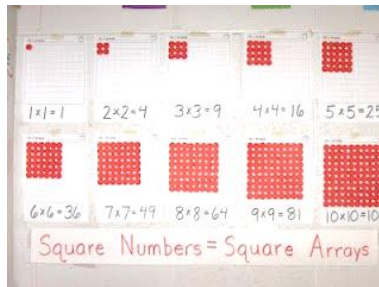 1x1=1 2x2=4 3x3=9 4x4=16 5x5=25
6x6=36 7x7=49 8x8=64 9x9=81 10x10=10
Square Numbers = Square Arrays